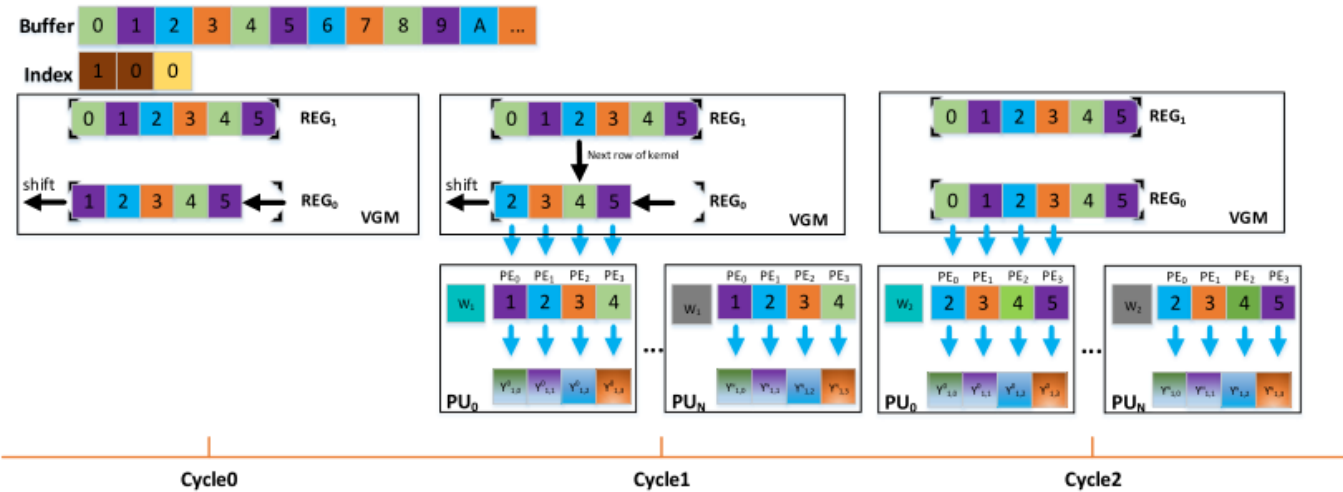 Buffer 0 1 2 3 4 5 6 7 8 9 A ...
Index 1 0 0
0 1 2 3 4 5 REG1
shift 1 2 3 4 5 REG0
VGM
0 1 2 3 4 5 REG1
Next row of kernel
shift 2 3 4 5 REG0
VGM
0 1 2 3 4 5 REG1
0 1 2 3 4 5 REG0
VGM
PE0 PE1 PE2 PE3
W1 1 2 3 4
PU0
...
PE0 PE1 PE2 PE3
W1 1 2 3 4
PUN
PE0 PE1 PE2 PE3
W2 2 3 4 5
PU0
...
PE0 PE1 PE2 PE3
W2 2 3 4 5
PUN
Cycle0 Cycle1 Cycle2